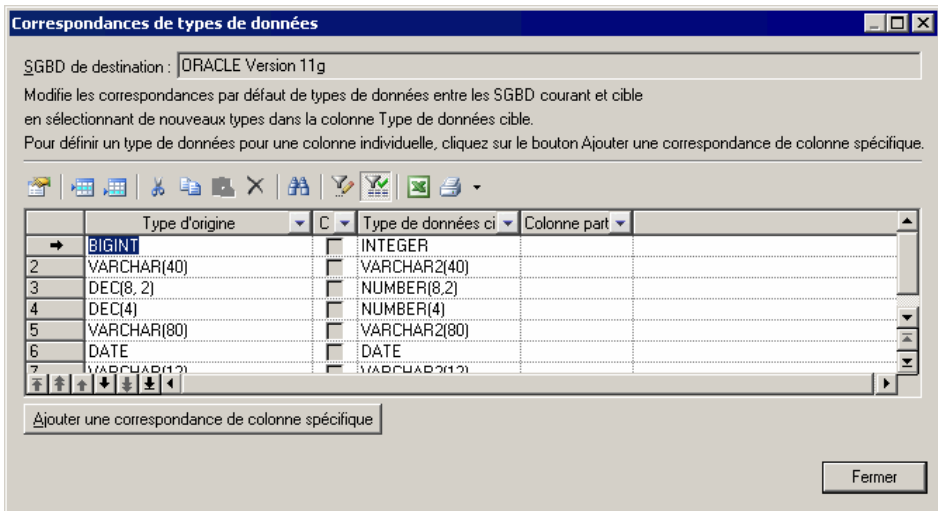 Correspondances de types de données
SGBD de destination : ORACLE Version 11g
Modifie les correspondances par défaut de types de données entre les SGBD courant et cible
en sélectionnant de nouveaux types dans la colonne Type de données cible.
Pour définir un type de données pour une colonne individuelle, cliquez sur le bouton Ajouter une correspondance de colonne spécifique.
Type d'origine C Type de données ci Colonne part
BIGINT INTEGER
2 VARCHAR(40) VARCHAR2(40)
3 DEC(8, 2) NUMBER(8,2)
4 DEC(4) NUMBER(4)
5 VARCHAR(80) VARCHAR2(80)
6 DATE DATE
7 VARCHAR(12) VARCHAR2(12)
Ajouter une correspondance de colonne spécifique
Fermer